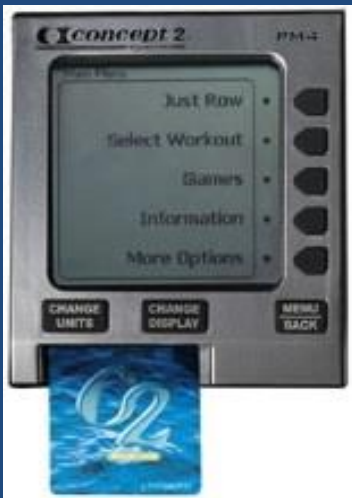 concept 2 PM4
Main Menu
Just Row
Select Workout
Games
Information
More Options
CHANGE
UNITS
CHANGE
DISPLAY
MENU
BACK
C2